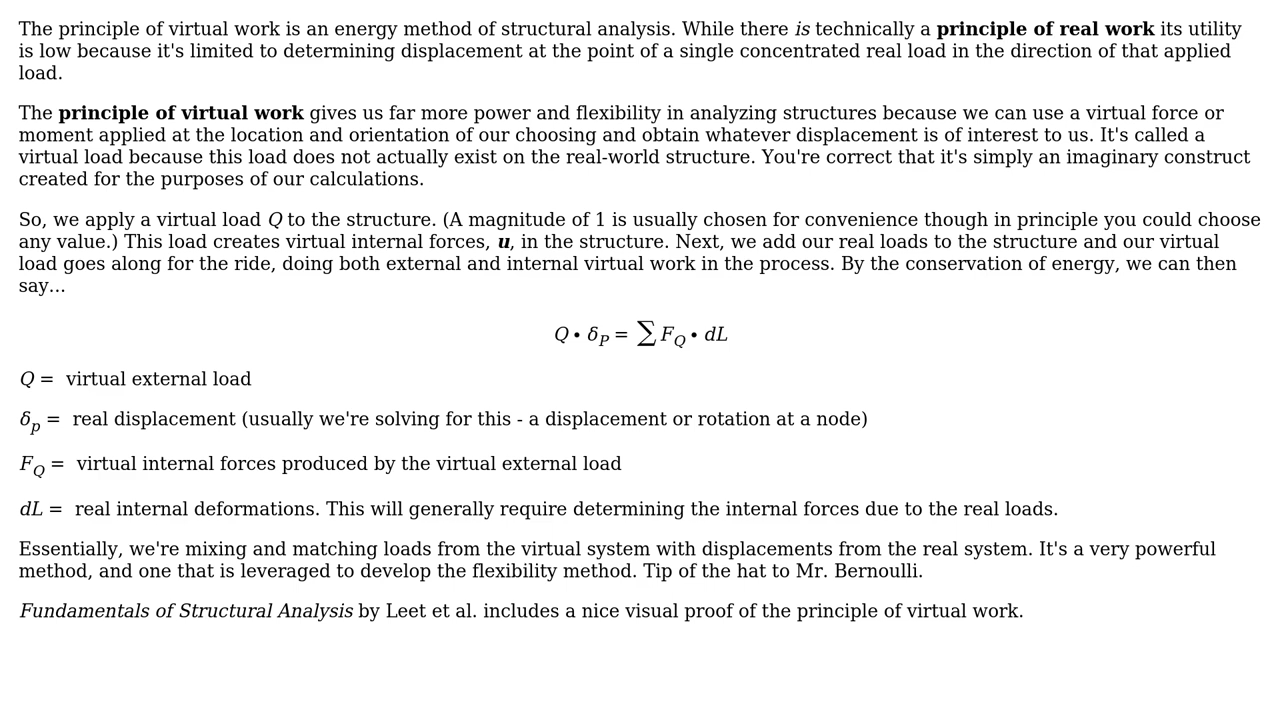 The principle of virtual work is an energy method of structural analysis. While there is technically a principle of real work its utility
is low because it's limited to determining displacement at the point of a single concentrated real load in the direction of that applied
load.
The principle of virtual work gives us far more power and flexibility in analyzing structures because we can use a virtual force or
moment applied at the location and orientation of our choosing and obtain whatever displacement is of interest to us. It's called a
virtual load because this load does not actually exist on the real-world structure. You're correct that it's simply an imaginary construct
created for the purposes of our calculations.
So, we apply a virtual load Q to the structure. (A magnitude of 1 is usually chosen for convenience though in principle you could choose
any value.) This load creates virtual internal forces, u, in the structure. Next, we add our real loads to the structure and our virtual
load goes along for the ride, doing both external and internal virtual work in the process. By the conservation of energy, we can then
say...
Q • δ_P = ∑ F_Q • dL
Q = virtual external load
δ_p = real displacement (usually we're solving for this - a displacement or rotation at a node)
F_Q = virtual internal forces produced by the virtual external load
dL = real internal deformations. This will generally require determining the internal forces due to the real loads.
Essentially, we're mixing and matching loads from the virtual system with displacements from the real system. It's a very powerful
method, and one that is leveraged to develop the flexibility method. Tip of the hat to Mr. Bernoulli.
Fundamentals of Structural Analysis by Leet et al. includes a nice visual proof of the principle of virtual work.